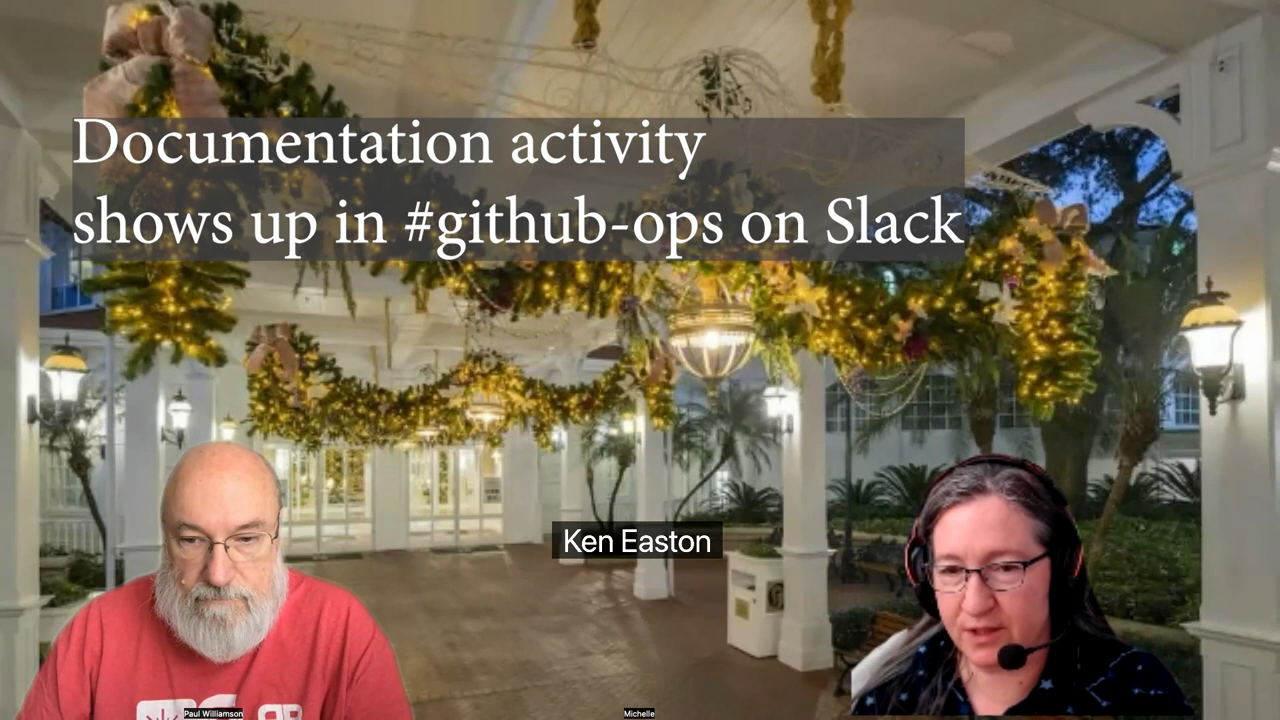 Documentation activity
shows up in #github-ops on Slack
Ken Easton
Paul Williamson
Michelle